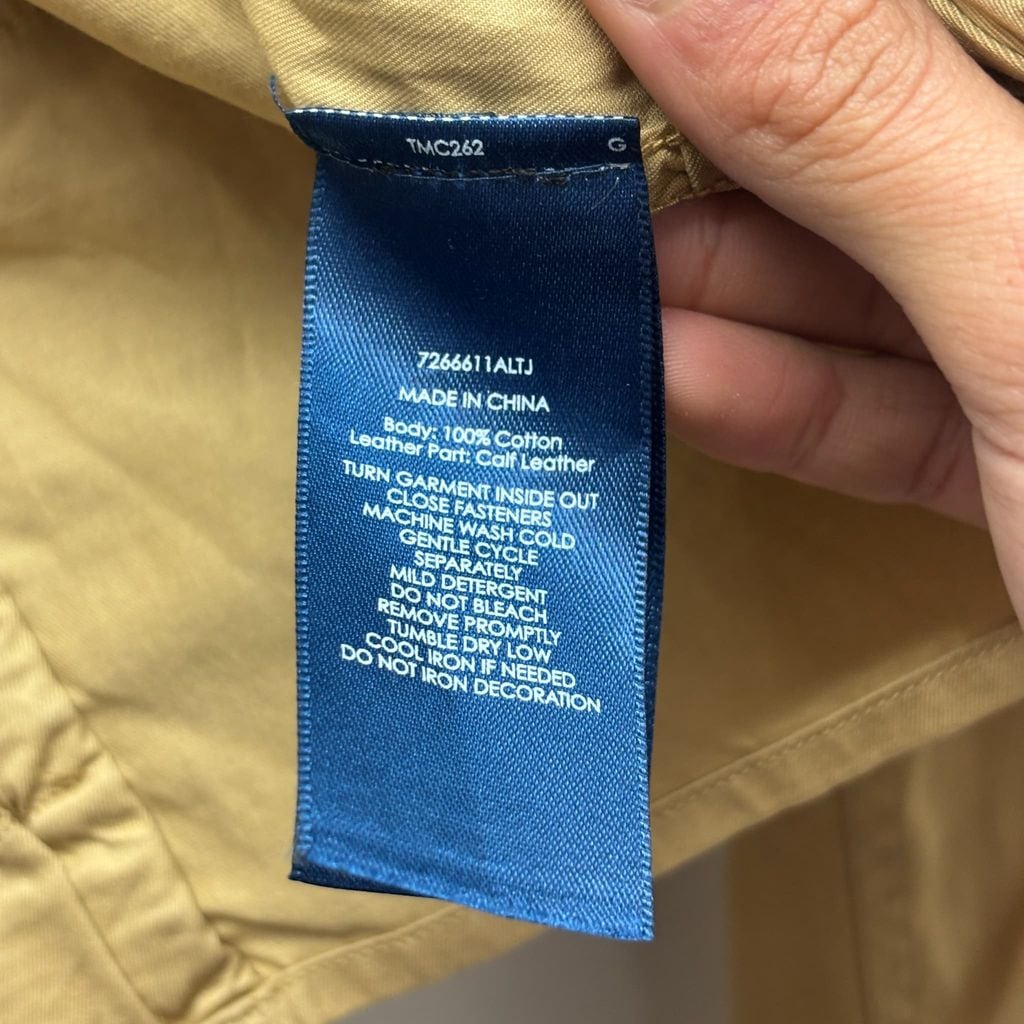 TMC262 G
7266611ALTJ
MADE IN CHINA
Body: 100% Cotton
Leather Part: Calf Leather
TURN GARMENT INSIDE OUT
CLOSE FASTENERS
MACHINE WASH COLD
GENTLE CYCLE
SEPARATELY
MILD DETERGENT
DO NOT BLEACH
REMOVE PROMPTLY
TUMBLE DRY LOW
COOL IRON IF NEEDED
DO NOT IRON DECORATION